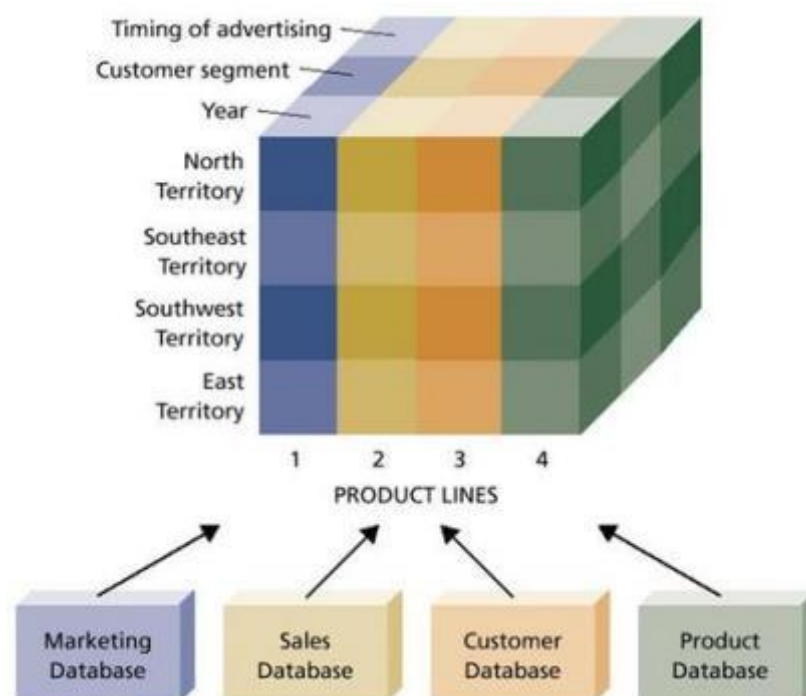 Timing of advertising
Customer segment
Year
North
Territory
Southeast
Territory
Southwest
Territory
East
Territory
1 2 3 4
PRODUCT LINES
Marketing
Database
Sales
Database
Customer
Database
Product
Database